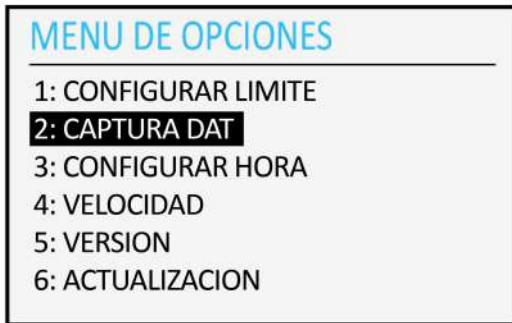 MENU DE OPCIONES
1: CONFIGURAR LIMITE
2: CAPTURA DAT
3: CONFIGURAR HORA
4: VELOCIDAD
5: VERSION
6: ACTUALIZACION